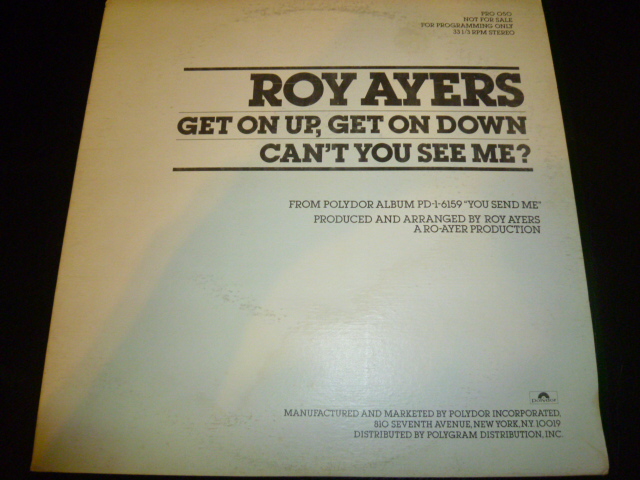 PRO 050
NOT FOR SALE
FOR PROGRAMMING ONLY
33 1/3 RPM STEREO
ROY AYERS
GET ON UP, GET ON DOWN
CAN'T YOU SEE ME?
FROM POLYDOR ALBUM PD-1-6159 "YOU SEND ME"
PRODUCED AND ARRANGED BY ROY AYERS
A RO-AYER PRODUCTION
polydor
MANUFACTURED AND MARKETED BY POLYDOR INCORPORATED,
810 SEVENTH AVENUE, NEW YORK, N.Y. 10019
DISTRIBUTED BY POLYGRAM DISTRIBUTION, INC.